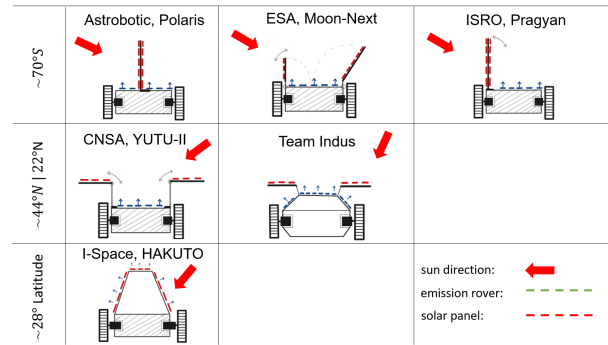 Astrobotic, Polaris
ESA, Moon-Next
ISRO, Pragyan
~70°S
CNSA, YUTU-II
Team Indus
~44°N | 22°N
I-Space, HAKUTO
~28° Latitude
sun direction:
emission rover:
solar panel: